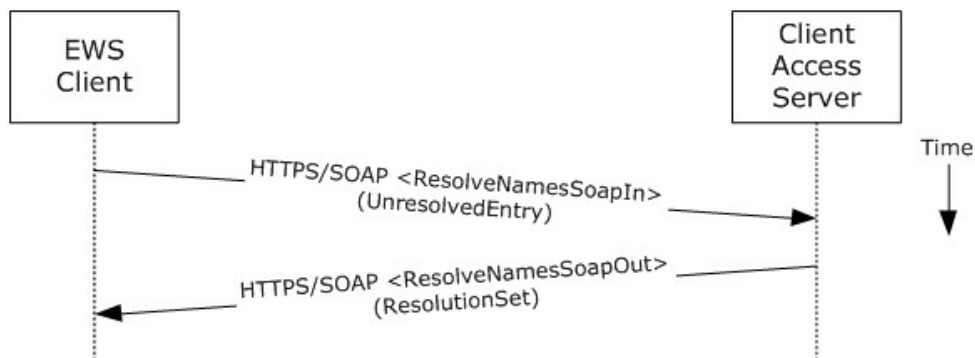 EWS
Client
Client
Access
Server
Time
HTTPS/SOAP <ResolveNamesSoapIn>
(UnresolvedEntry)
HTTPS/SOAP <ResolveNamesSoapOut>
(ResolutionSet)